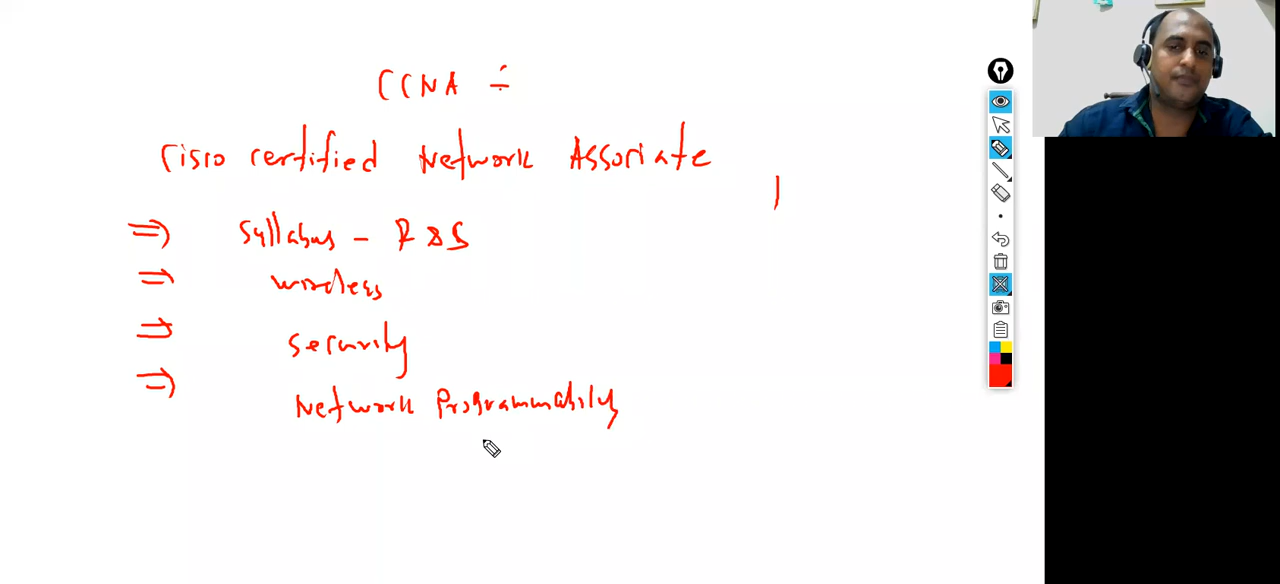 CCNA ÷
Cisco certified Network Associate
⇒ Syllabus - R & S
⇒ wireless
⇒ Security
⇒ Network Programmability